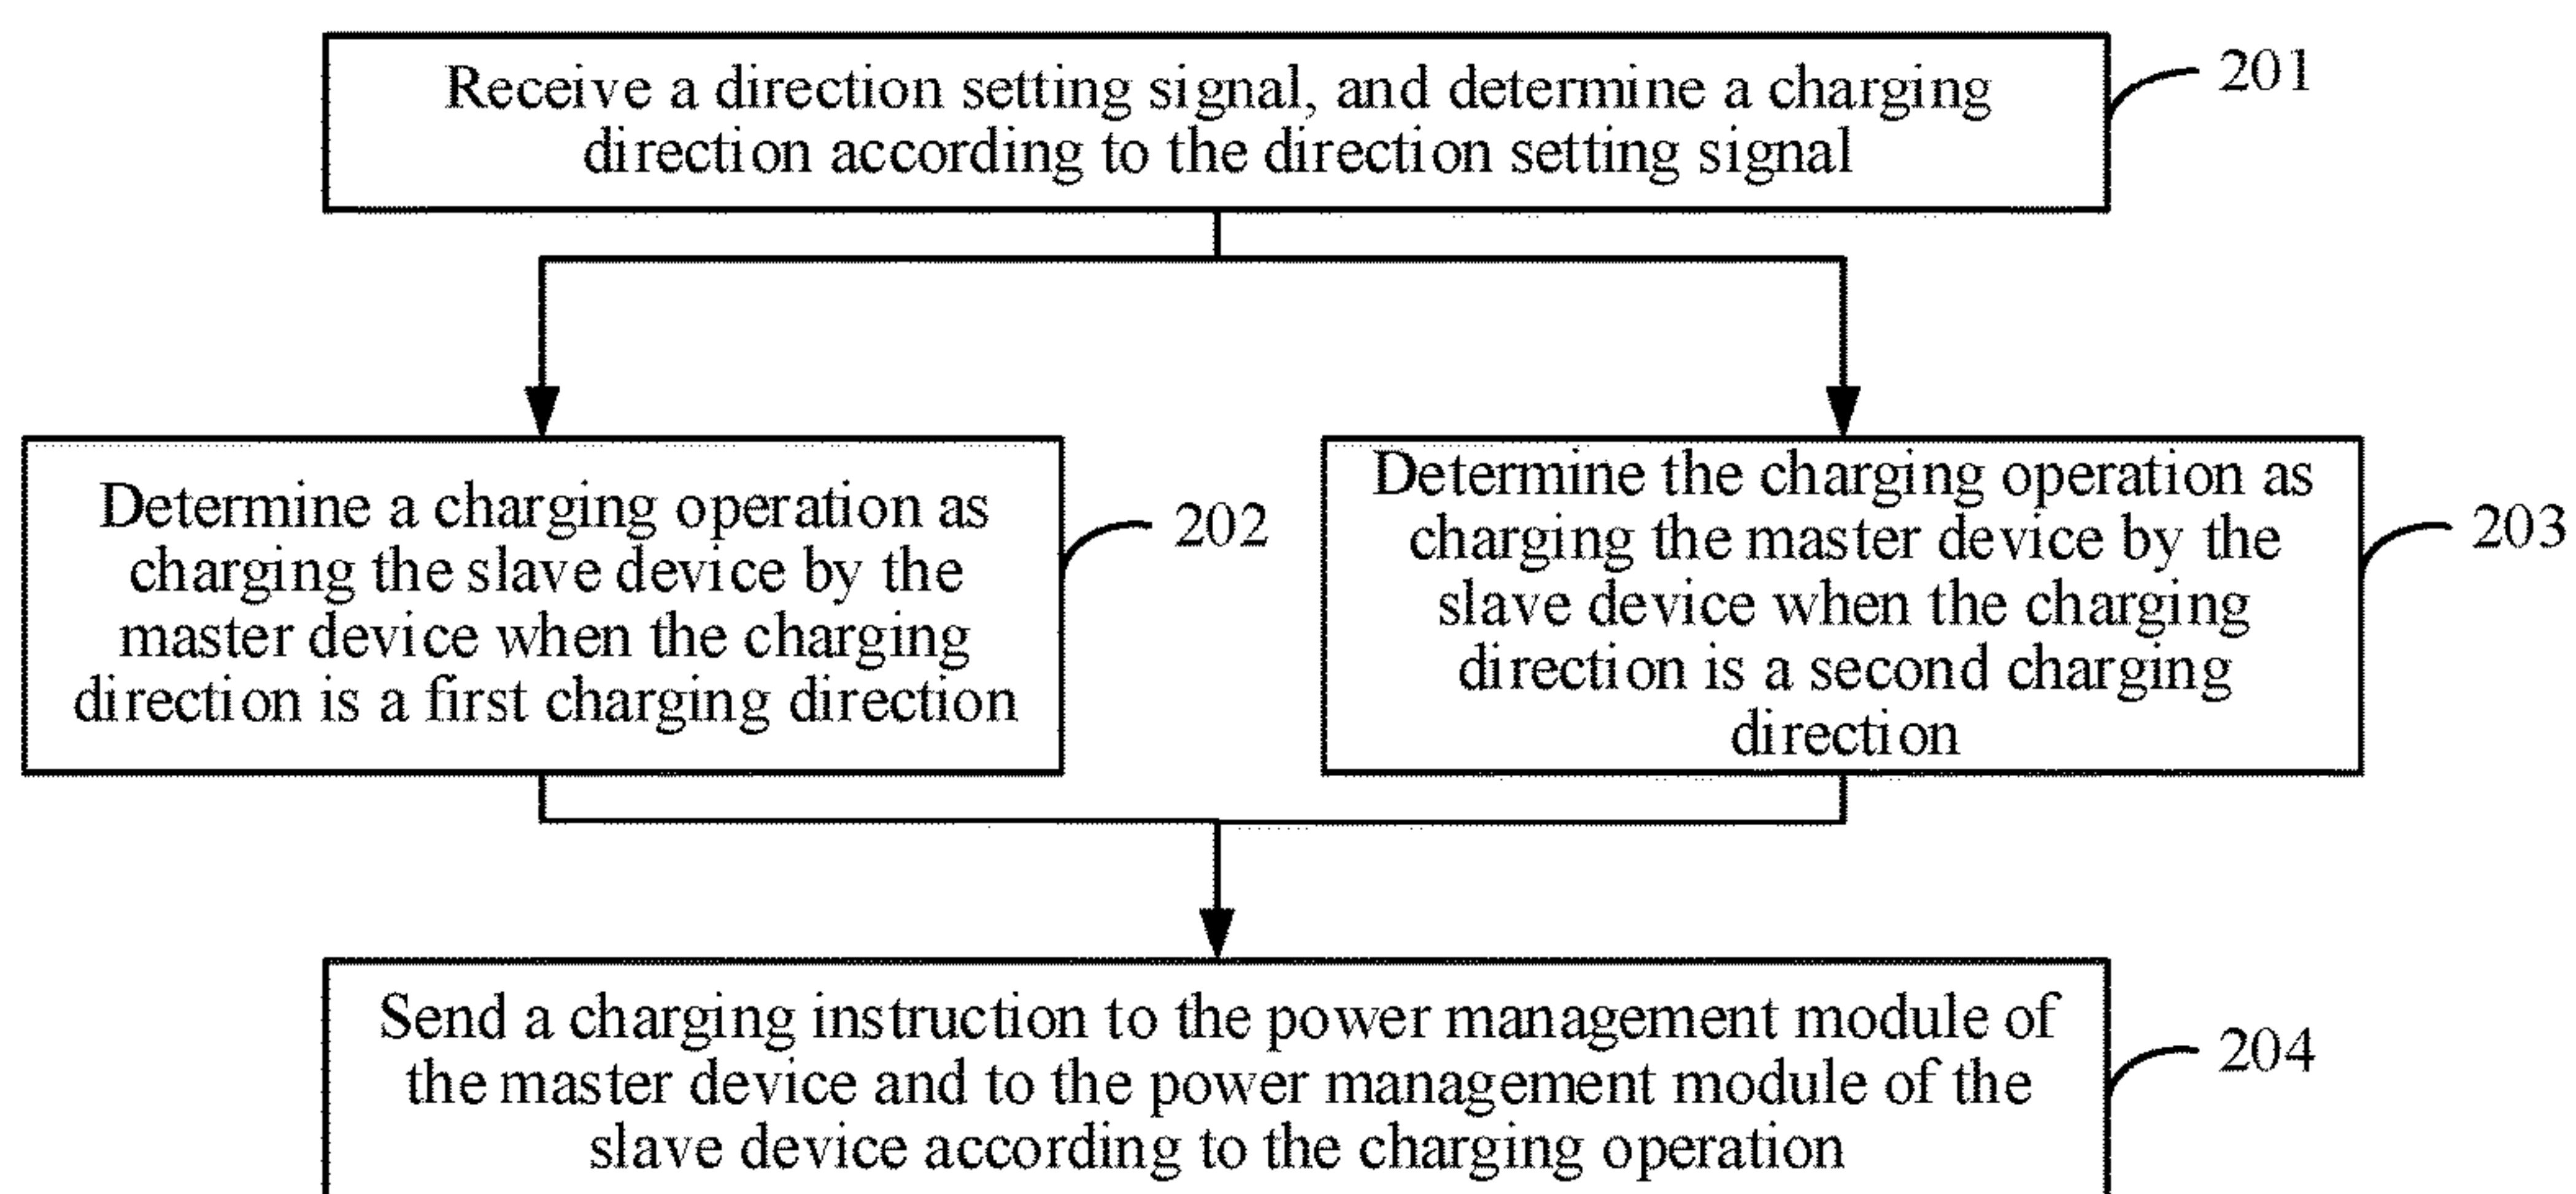 Receive a direction setting signal, and determine a charging
direction according to the direction setting signal
201
Determine a charging operation as
charging the slave device by the
master device when the charging
direction is a first charging direction
202
Determine the charging operation as
charging the master device by the
slave device when the charging
direction is a second charging
direction
203
Send a charging instruction to the power management module of
the master device and to the power management module of the
slave device according to the charging operation
204